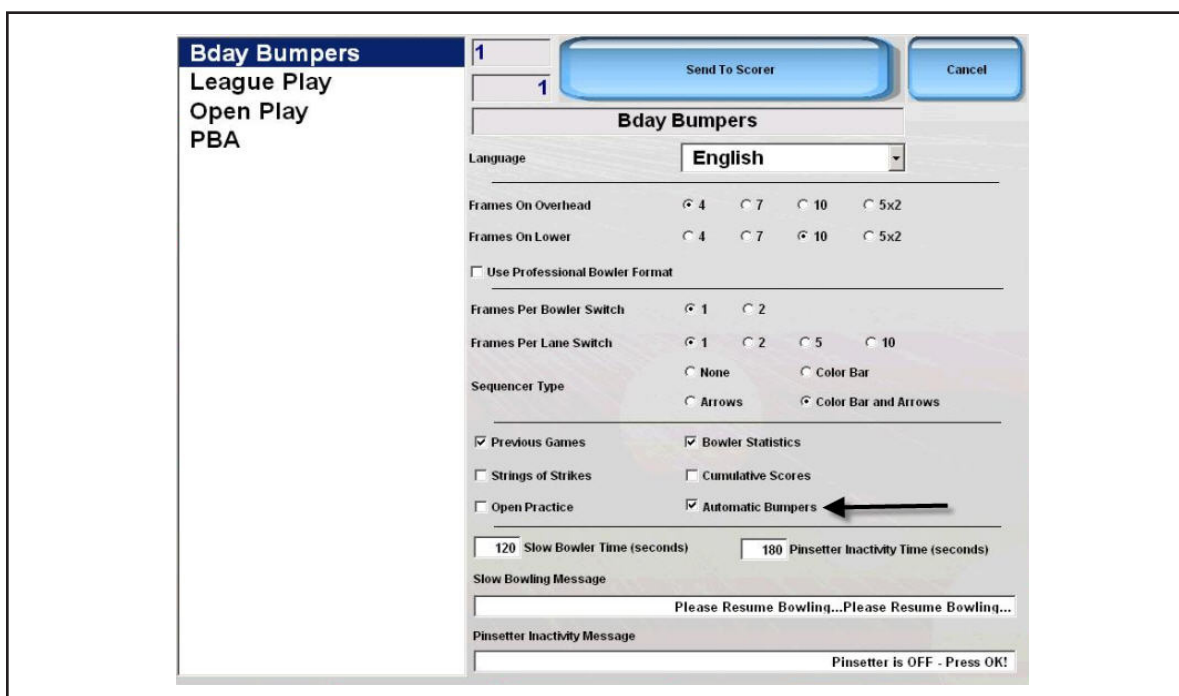 Bday Bumpers
League Play
Open Play
PBA
1
1
Send To Scorer
Cancel
Bday Bumpers
Language English
Frames On Overhead 4 7 10 5x2
Frames On Lower 4 7 10 5x2
Use Professional Bowler Format
Frames Per Bowler Switch 1 2
Frames Per Lane Switch 1 2 5 10
Sequencer Type
None Color Bar
Arrows Color Bar and Arrows
Previous Games Bowler Statistics
Strings of Strikes Cumulative Scores
Open Practice Automatic Bumpers
120 Slow Bowler Time (seconds) 180 Pinsetter Inactivity Time (seconds)
Slow Bowling Message
Please Resume Bowling...Please Resume Bowling...
Pinsetter Inactivity Message
Pinsetter is OFF - Press OK!